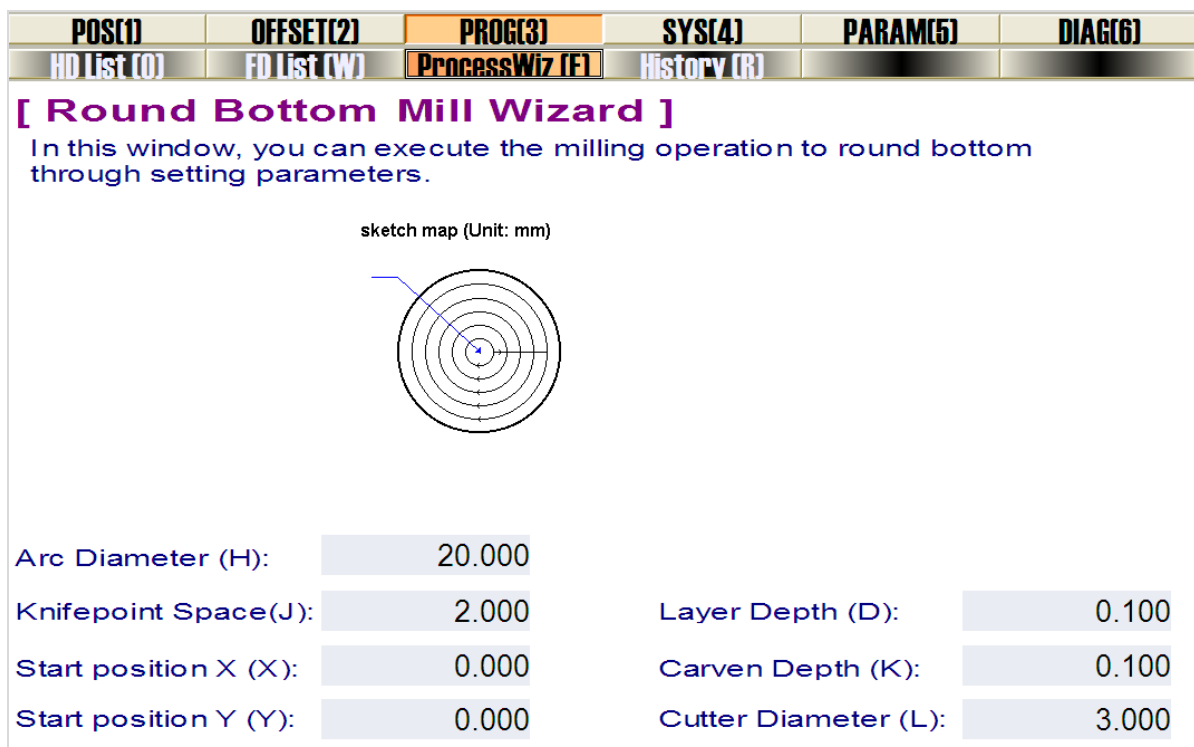 POS(1) OFFSET(2) PROG(3) SYS(4) PARAM(5) DIAG(6)
HD List (O) FD List (W) ProcessWiz (F) History (R)
[ Round Bottom Mill Wizard ]
In this window, you can execute the milling operation to round bottom
through setting parameters.
sketch map (Unit: mm)
Arc Diameter (H): 20.000
Knifepoint Space(J): 2.000 Layer Depth (D): 0.100
Start position X (X): 0.000 Carven Depth (K): 0.100
Start position Y (Y): 0.000 Cutter Diameter (L): 3.000